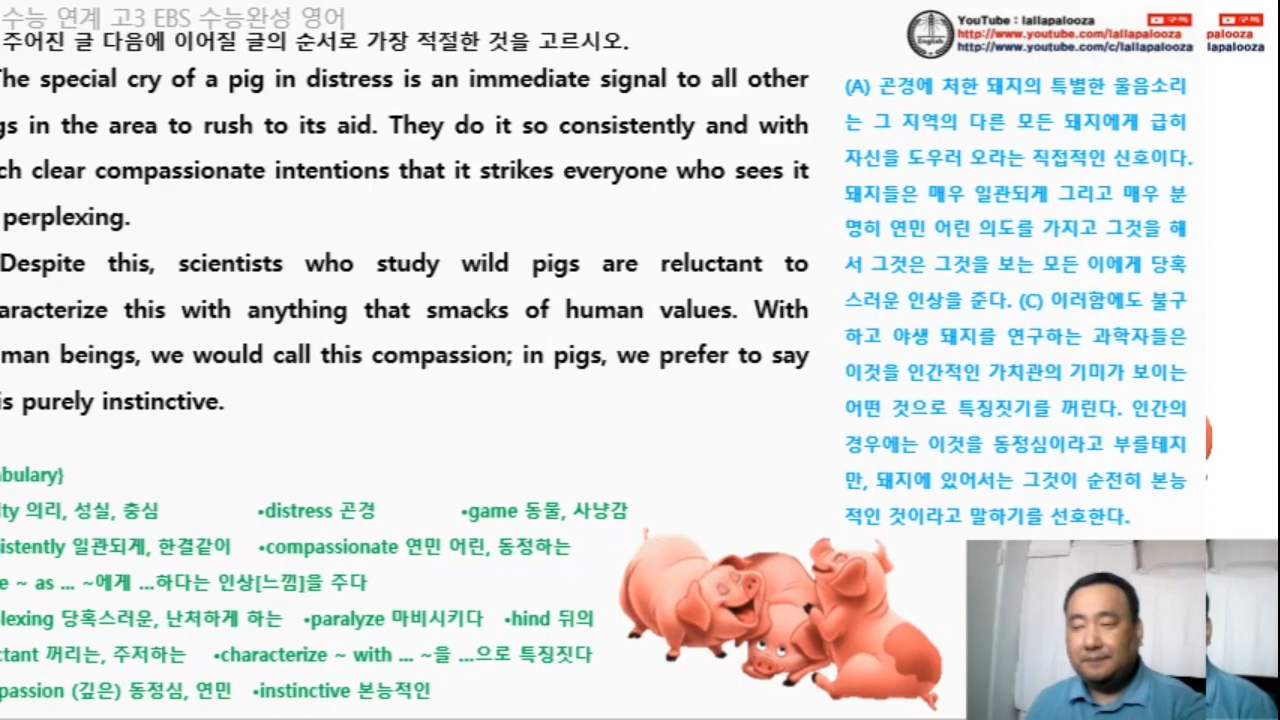 수능 연계 고3 EBS 수능완성 영어
주어진 글 다음에 이어질 글의 순서로 가장 적절한 것을 고르시오.
The special cry of a pig in distress is an immediate signal to all other
gs in the area to rush to its aid. They do it so consistently and with
ch clear compassionate intentions that it strikes everyone who sees it
perplexing.
Despite this, scientists who study wild pigs are reluctant to
aracterize this with anything that smacks of human values. With
man beings, we would call this compassion; in pigs, we prefer to say
is purely instinctive.
bulary}
lty 의리, 성실, 충심 •distress 곤경 •game 동물, 사냥감
istently 일관되게, 한결같이 •compassionate 연민 어린, 동정하는
e ~ as ... ~에게 ...하다는 인상[느낌]을 주다
lexing 당혹스러운, 난처하게 하는 •paralyze 마비시키다 •hind 뒤의
ctant 꺼리는, 주저하는 •characterize ~ with ... ~을 ...으로 특징짓다
passion (깊은) 동정심, 연민 •instinctive 본능적인
English
YouTube : lallapalooza 구독 구독
http://www.youtube.com/lallapalooza palooza
http://www.youtube.com/c/lallapalooza lapalooza
(A) 곤경에 처한 돼지의 특별한 울음소리
는 그 지역의 다른 모든 돼지에게 급히
자신을 도우러 오라는 직접적인 신호이다.
돼지들은 매우 일관되게 그리고 매우 분
명히 연민 어린 의도를 가지고 그것을 해
서 그것은 그것을 보는 모든 이에게 당혹
스러운 인상을 준다. (C) 이러함에도 불구
하고 야생 돼지를 연구하는 과학자들은
이것을 인간적인 가치관의 기미가 보이는
어떤 것으로 특징짓기를 꺼린다. 인간의
경우에는 이것을 동정심이라고 부를테지
만, 돼지에 있어서는 그것이 순전히 본능
적인 것이라고 말하기를 선호한다.